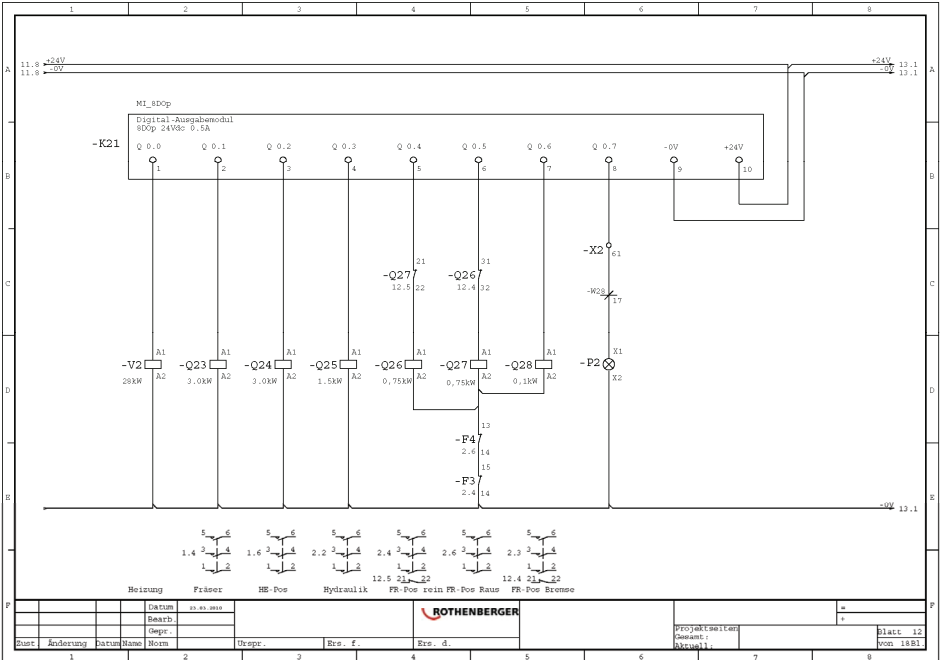 1 2 3 4 5 6 7 8
+24V +24V
11.8 13.1
-0V -0V
11.8 13.1
A A
MI_8DOp
Digital-Ausgabemodul
8DOp 24Vdc 0.5A
-K21
Q 0.0 Q 0.1 Q 0.2 Q 0.3 Q 0.4 Q 0.5 Q 0.6 Q 0.7 -0V +24V
1 2 3 4 5 6 7 8 9 10
B B
-X2 61
21 31
-Q27 -Q26
12.5 22 12.4 32
C C
-W28 17
A1 A1 A1 A1 A1 A1 A1 X1
-V2 -Q23 -Q24 -Q25 -Q26 -Q27 -Q28 -P2
A2 A2 A2 A2 A2 A2 A2 X2
28kW 3.0kW 3.0kW 1.5kW 0,75kW 0,75kW 0,1kW
D D
13
-F4
2.6 14
15
-F3
2.4 14
E E
-0V 13.1
5 6 5 6 5 6 5 6 5 6 5 6
1.4 3 4 1.6 3 4 2.2 3 4 2.4 3 4 2.6 3 4 2.3 3 4
1 2 1 2 1 2 1 2 1 2 1 2
12.5 21 22 12.4 21 22
Heizung Fräser HE-Pos Hydraulik FR-Pos rein FR-Pos Raus FR-Pos Bremse
F F
Datum 25.03.2010
ROTHENBERGER
=
Bearb.
+
Gepr.
Projektseiten
Gesamt:
Aktuell:
Blatt 12
Zust. Änderung Datum Name Norm Urspr. Ers. f. Ers. d.
von 18Bl.
1 2 3 4 5 6 7 8